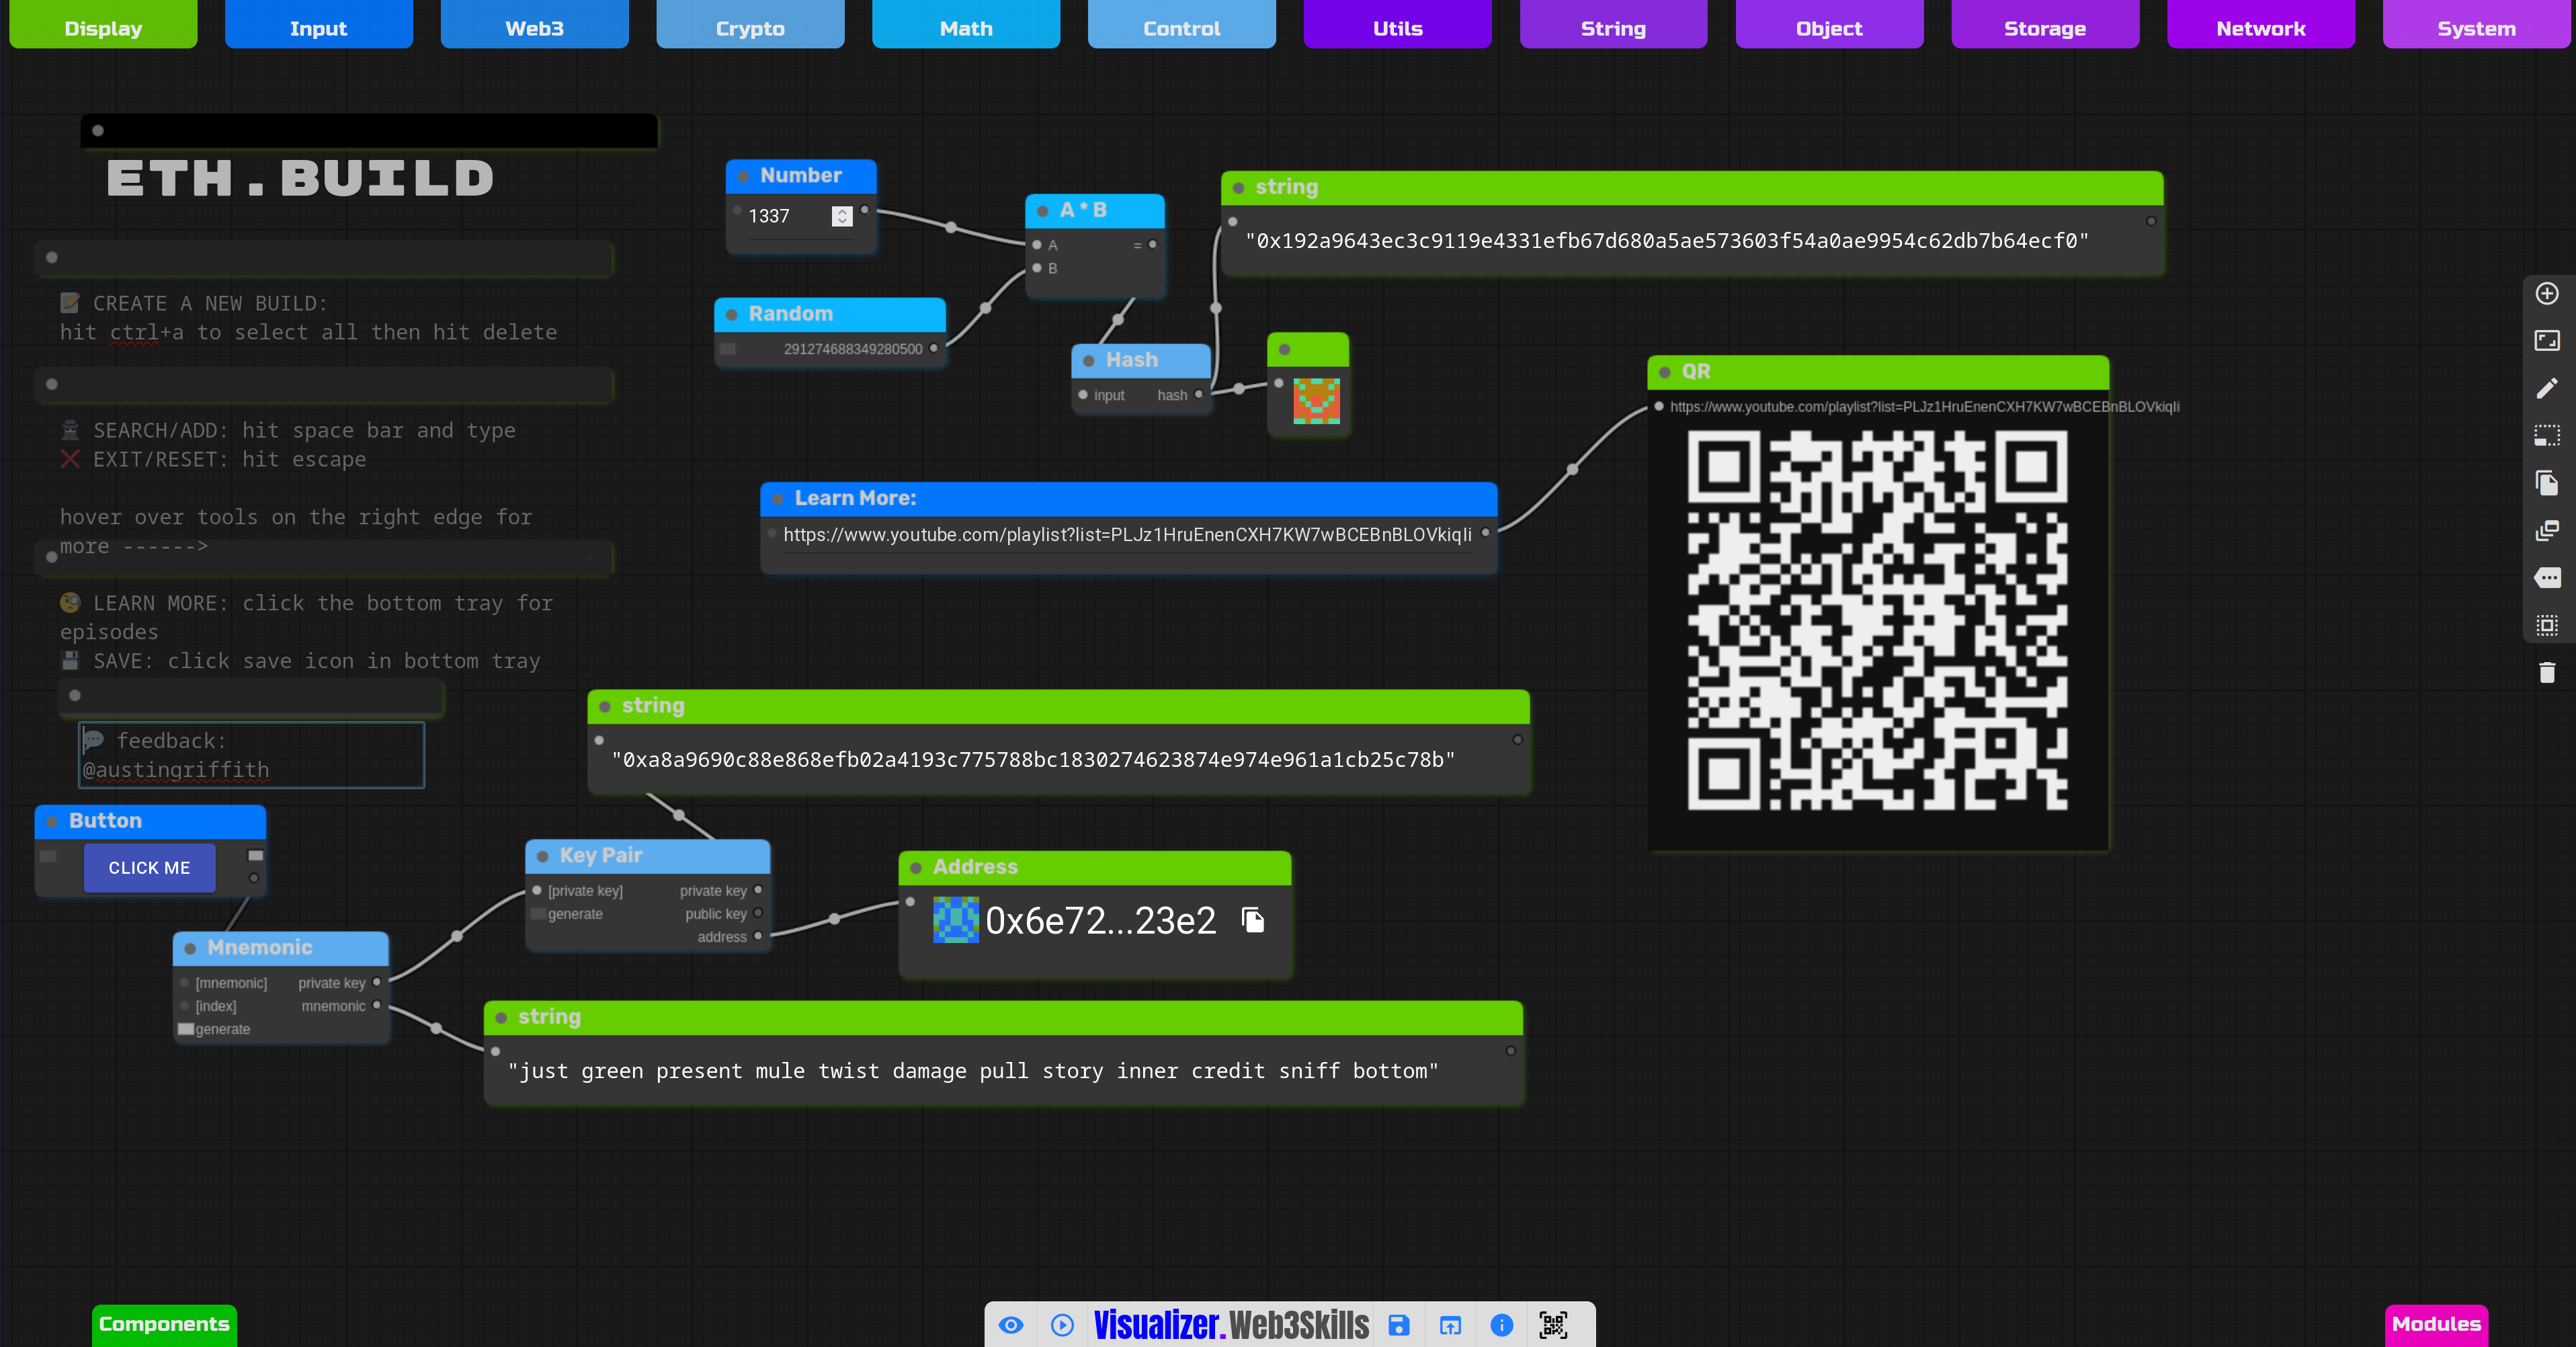 Display
Input
Web3
Crypto
Math
Control
Utils
String
Object
Storage
Network
System
ETH.BUILD
CREATE A NEW BUILD:
hit ctrl+a to select all then hit delete
SEARCH/ADD: hit space bar and type
EXIT/RESET: hit escape
hover over tools on the right edge for
more ------>
LEARN MORE: click the bottom tray for
episodes
SAVE: click save icon in bottom tray
feedback:
@austingriffith
Number
1337
Random
291274688349280500
A * B
A =
B
Hash
input hash
string
"0x192a9643ec3c9119e4331efb67d680a5ae573603f54a0ae9954c62db7b64ecf0"
Learn More:
https://www.youtube.com/playlist?list=PLJz1HruEnenCXH7KW7wBCEBnBLOVkiqIi
QR
https://www.youtube.com/playlist?list=PLJz1HruEnenCXH7KW7wBCEBnBLOVkiqIi
string
"0xa8a9690c88e868efb02a4193c775788bc1830274623874e974e961a1cb25c78b"
Button
CLICK ME
Key Pair
[private key] private key
generate public key
address
Address
0x6e72...23e2
Mnemonic
[mnemonic] private key
[index] mnemonic
generate
string
"just green present mule twist damage pull story inner credit sniff bottom"
Components
Visualizer.Web3Skills
Modules